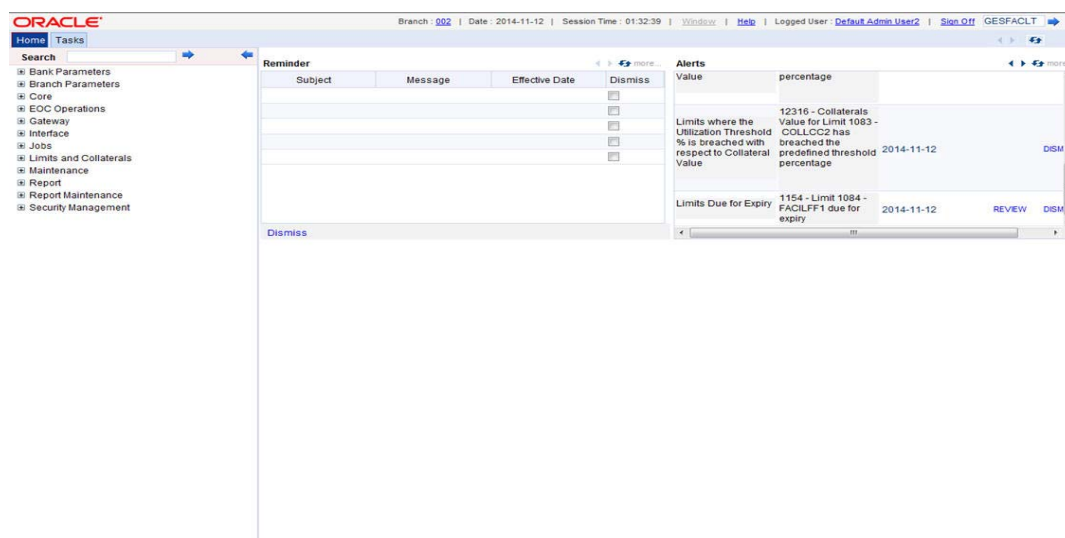 ORACLE
Branch : 002 | Date : 2014-11-12 | Session Time : 01:32:39 | Window | Help | Logged User : Default Admin User2 | Sign Off GESFACLT
Home Tasks
Search
Bank Parameters
Branch Parameters
Core
EOC Operations
Gateway
Interface
Jobs
Limits and Collaterals
Maintenance
Report
Report Maintenance
Security Management
Reminder more...
Subject Message Effective Date Dismiss
Dismiss
Alerts more
Value percentage
Limits where the
Utilization Threshold
% is breached with
respect to Collateral
Value
12316 - Collaterals
Value for Limit 1083 -
COLLCC2 has
breached the
predefined threshold
percentage
2014-11-12 DISM
Limits Due for Expiry
1154 - Limit 1084 -
FACILFF1 due for
expiry
2014-11-12 REVIEW DISM